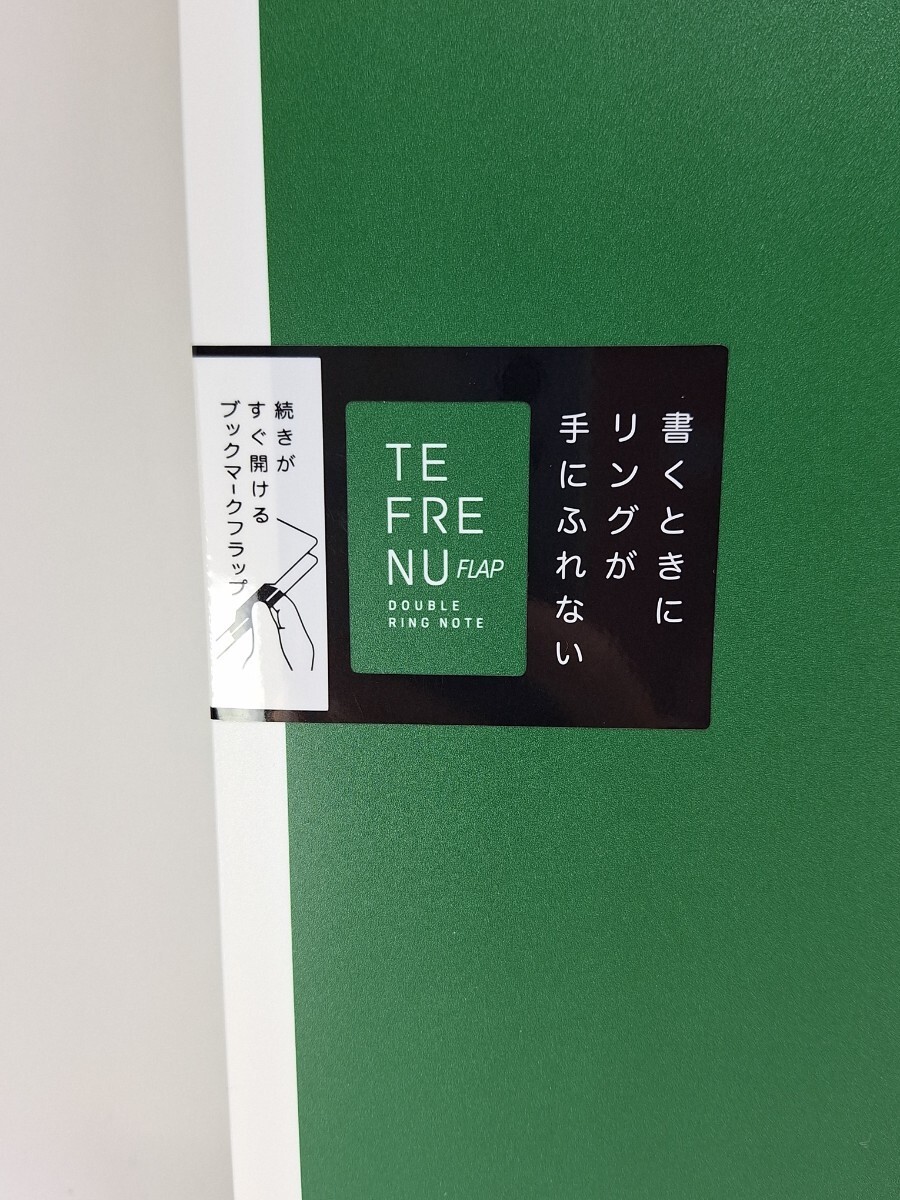 書くときに
リングが
手にふれない
TE
FRE
NU FLAP
DOUBLE
RING NOTE
続きが
すぐ開ける
ブックマークフラップ